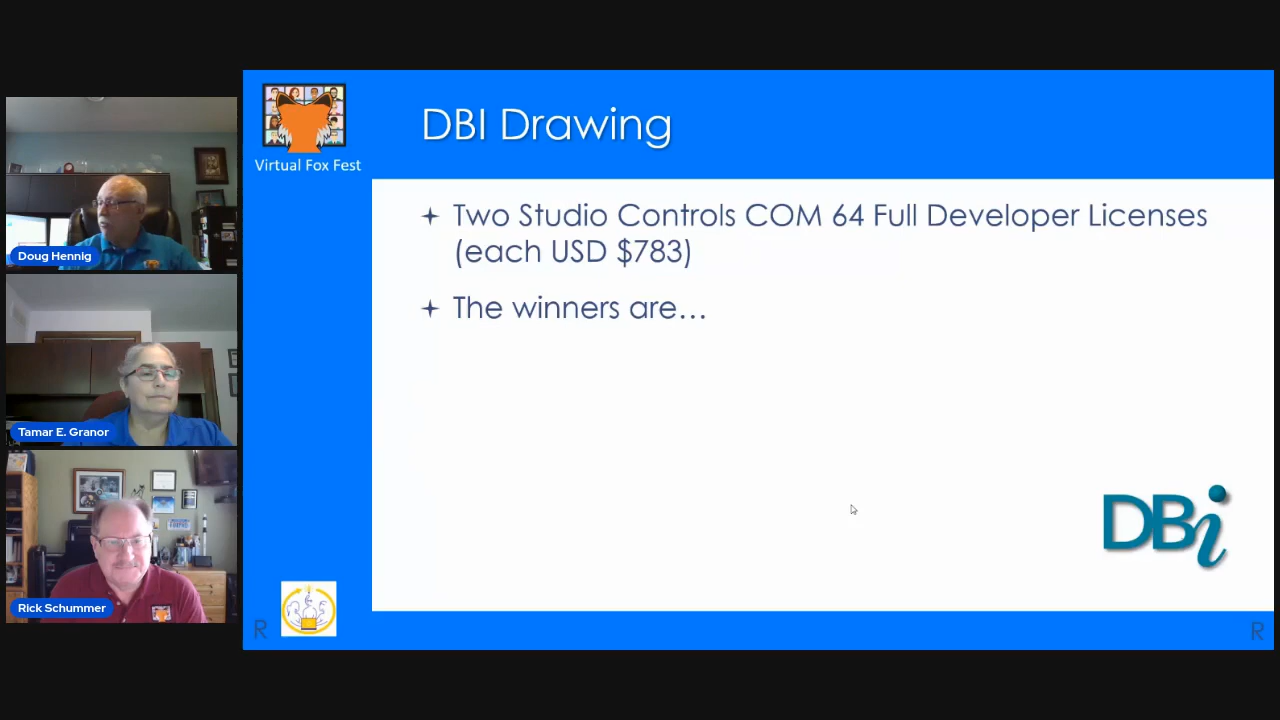 Virtual Fox Fest
DBI Drawing
Two Studio Controls COM 64 Full Developer Licenses
(each USD $783)
The winners are…
DBi
R
R
Doug Hennig
Tamar E. Granor
Rick Schummer